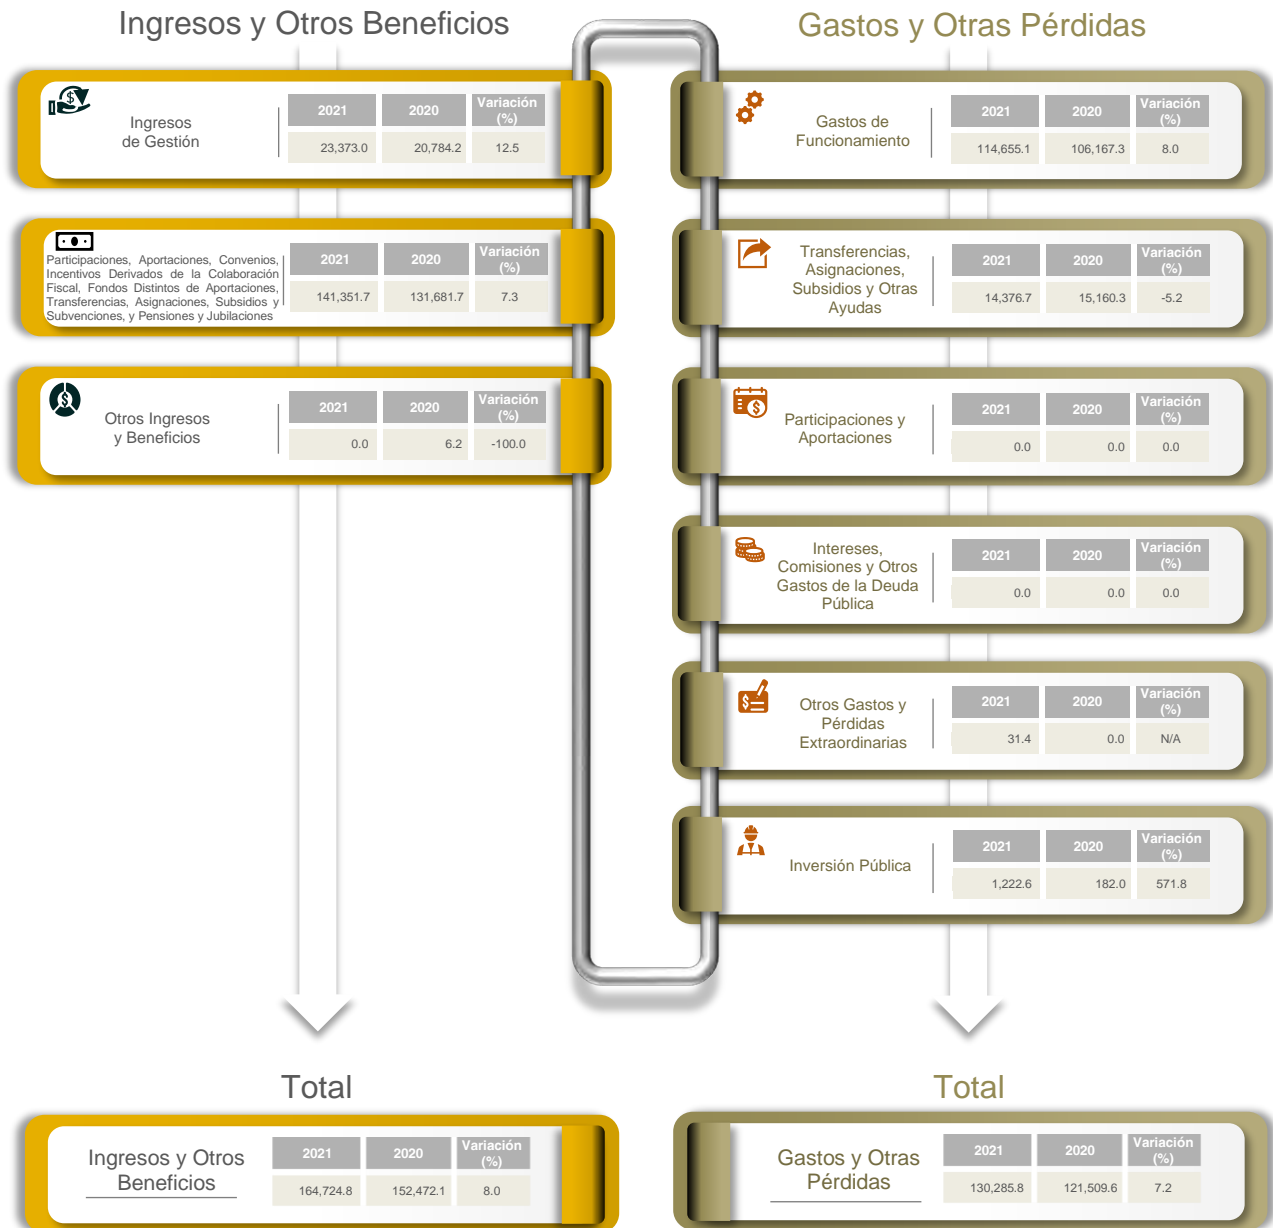 Ingresos y Otros Beneficios
Ingresos
de Gestión
2021 2020 Variación
(%)
23,373.0 20,784.2 12.5
Participaciones, Aportaciones, Convenios,
Incentivos Derivados de la Colaboración
Fiscal, Fondos Distintos de Aportaciones,
Transferencias, Asignaciones, Subsidios y
Subvenciones, y Pensiones y Jubilaciones
2021 2020 Variación
(%)
141,351.7 131,681.7 7.3
Otros Ingresos
y Beneficios
2021 2020 Variación
(%)
0.0 6.2 -100.0
Total
Ingresos y Otros
Beneficios
2021 2020 Variación
(%)
164,724.8 152,472.1 8.0
Gastos y Otras Pérdidas
Gastos de
Funcionamiento
2021 2020 Variación
(%)
114,655.1 106,167.3 8.0
Transferencias,
Asignaciones,
Subsidios y Otras
Ayudas
2021 2020 Variación
(%)
14,376.7 15,160.3 -5.2
Participaciones y
Aportaciones
2021 2020 Variación
(%)
0.0 0.0 0.0
Intereses,
Comisiones y Otros
Gastos de la Deuda
Pública
2021 2020 Variación
(%)
0.0 0.0 0.0
Otros Gastos y
Pérdidas
Extraordinarias
2021 2020 Variación
(%)
31.4 0.0 N/A
Inversión Pública
2021 2020 Variación
(%)
1,222.6 182.0 571.8
Total
Gastos y Otras
Pérdidas
2021 2020 Variación
(%)
130,285.8 121,509.6 7.2